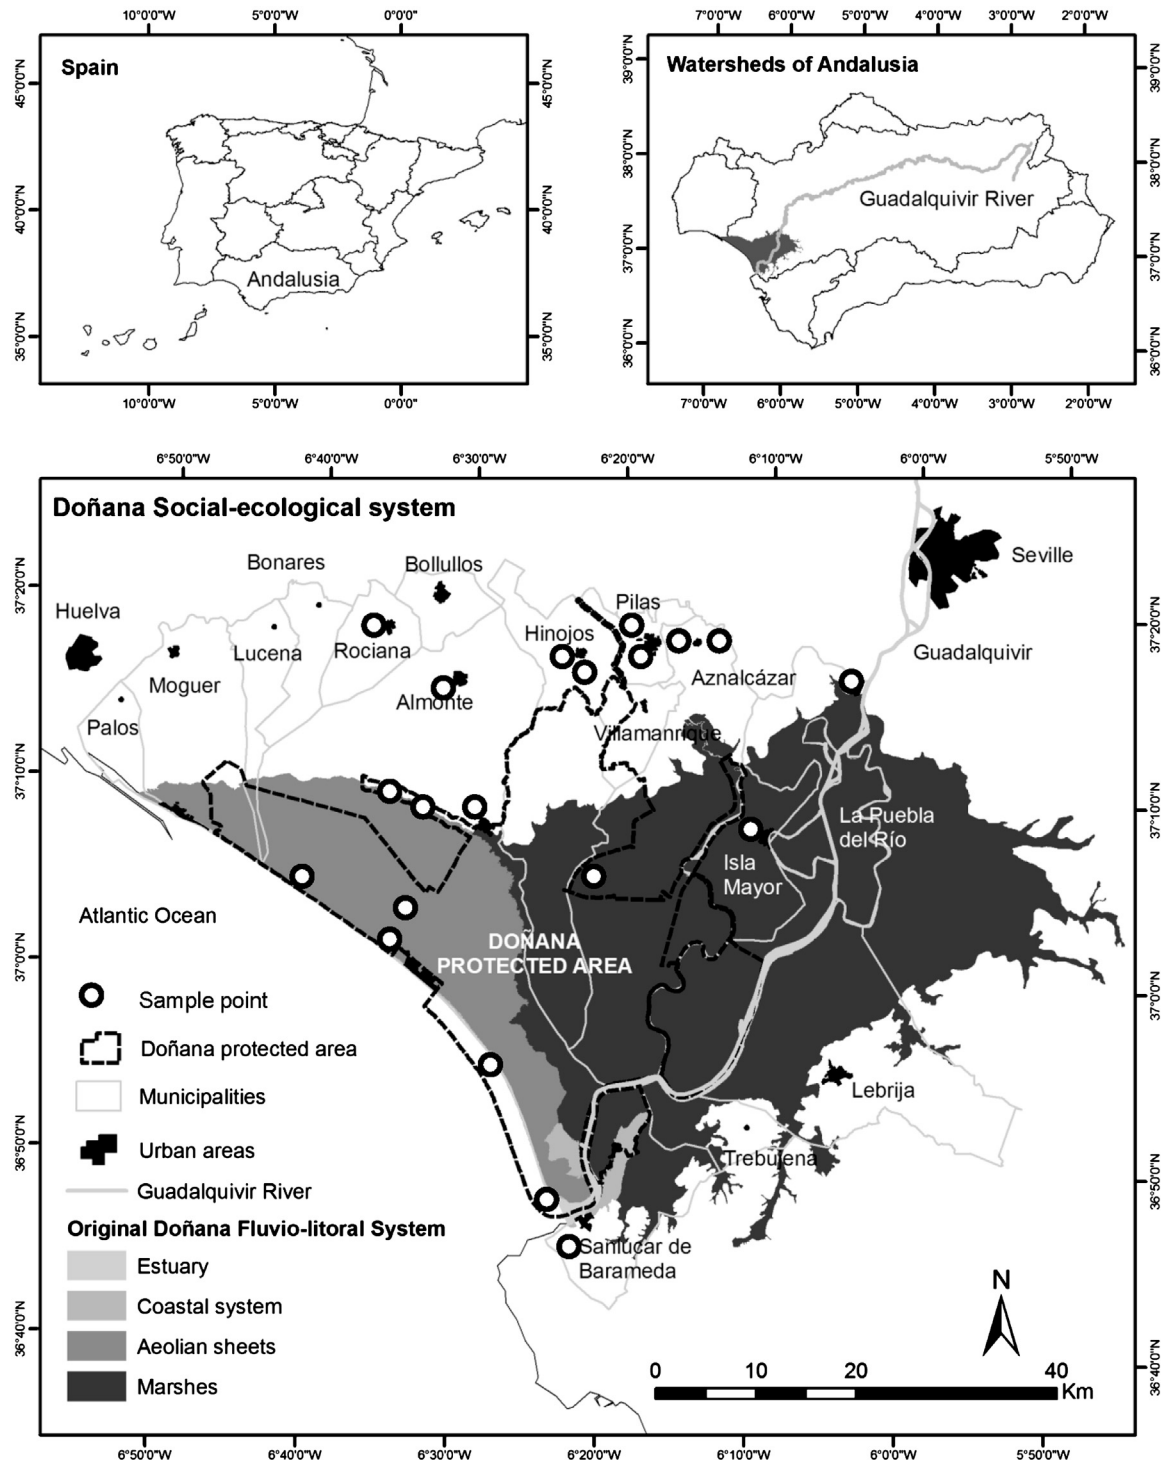 10°0'0"W 5°0'0"W 0°0'0"
Spain
45°0'0"N 45°0'0"N
40°0'0"N 40°0'0"N
Andalusia
35°0'0"N 35°0'0"N
10°0'0"W 5°0'0"W 0°0'0"
7°0'0"W 6°0'0"W 5°0'0"W 4°0'0"W 3°0'0"W 2°0'0"W
Watersheds of Andalusia
39°0'0"N 39°0'0"N
38°0'0"N 38°0'0"N
Guadalquivir River
37°0'0"N 37°0'0"N
36°0'0"N 36°0'0"N
7°0'0"W 6°0'0"W 5°0'0"W 4°0'0"W 3°0'0"W 2°0'0"W
6°50'0"W 6°40'0"W 6°30'0"W 6°20'0"W 6°10'0"W 6°0'0"W 5°50'0"W
Doñana Social-ecological system
Seville
Bonares
Bollullos
37°20'0"N 37°20'0"N
Huelva
Pilas
Hinojos
Lucena
Rociana
Guadalquivir
Moguer
Aznalcázar
Almonte
Palos
Villamanrique
37°10'0"N 37°10'0"N
La Puebla
del Río
Isla
Mayor
Atlantic Ocean
DOÑANA
PROTECTED AREA
37°0'0"N 37°0'0"N
Sample point
Doñana protected area
Municipalities
Lebrija
Urban areas
36°50'0"N 36°50'0"N
Trebujena
Guadalquivir River
Original Doñana Fluvio-litoral System
Sanlúcar de
Barameda
Estuary
Coastal system
N
36°40'0"N 36°40'0"N
Aeolian sheets
Marshes
0 10 20 40
Km
6°50'0"W 6°40'0"W 6°30'0"W 6°20'0"W 6°10'0"W 6°0'0"W 5°50'0"W